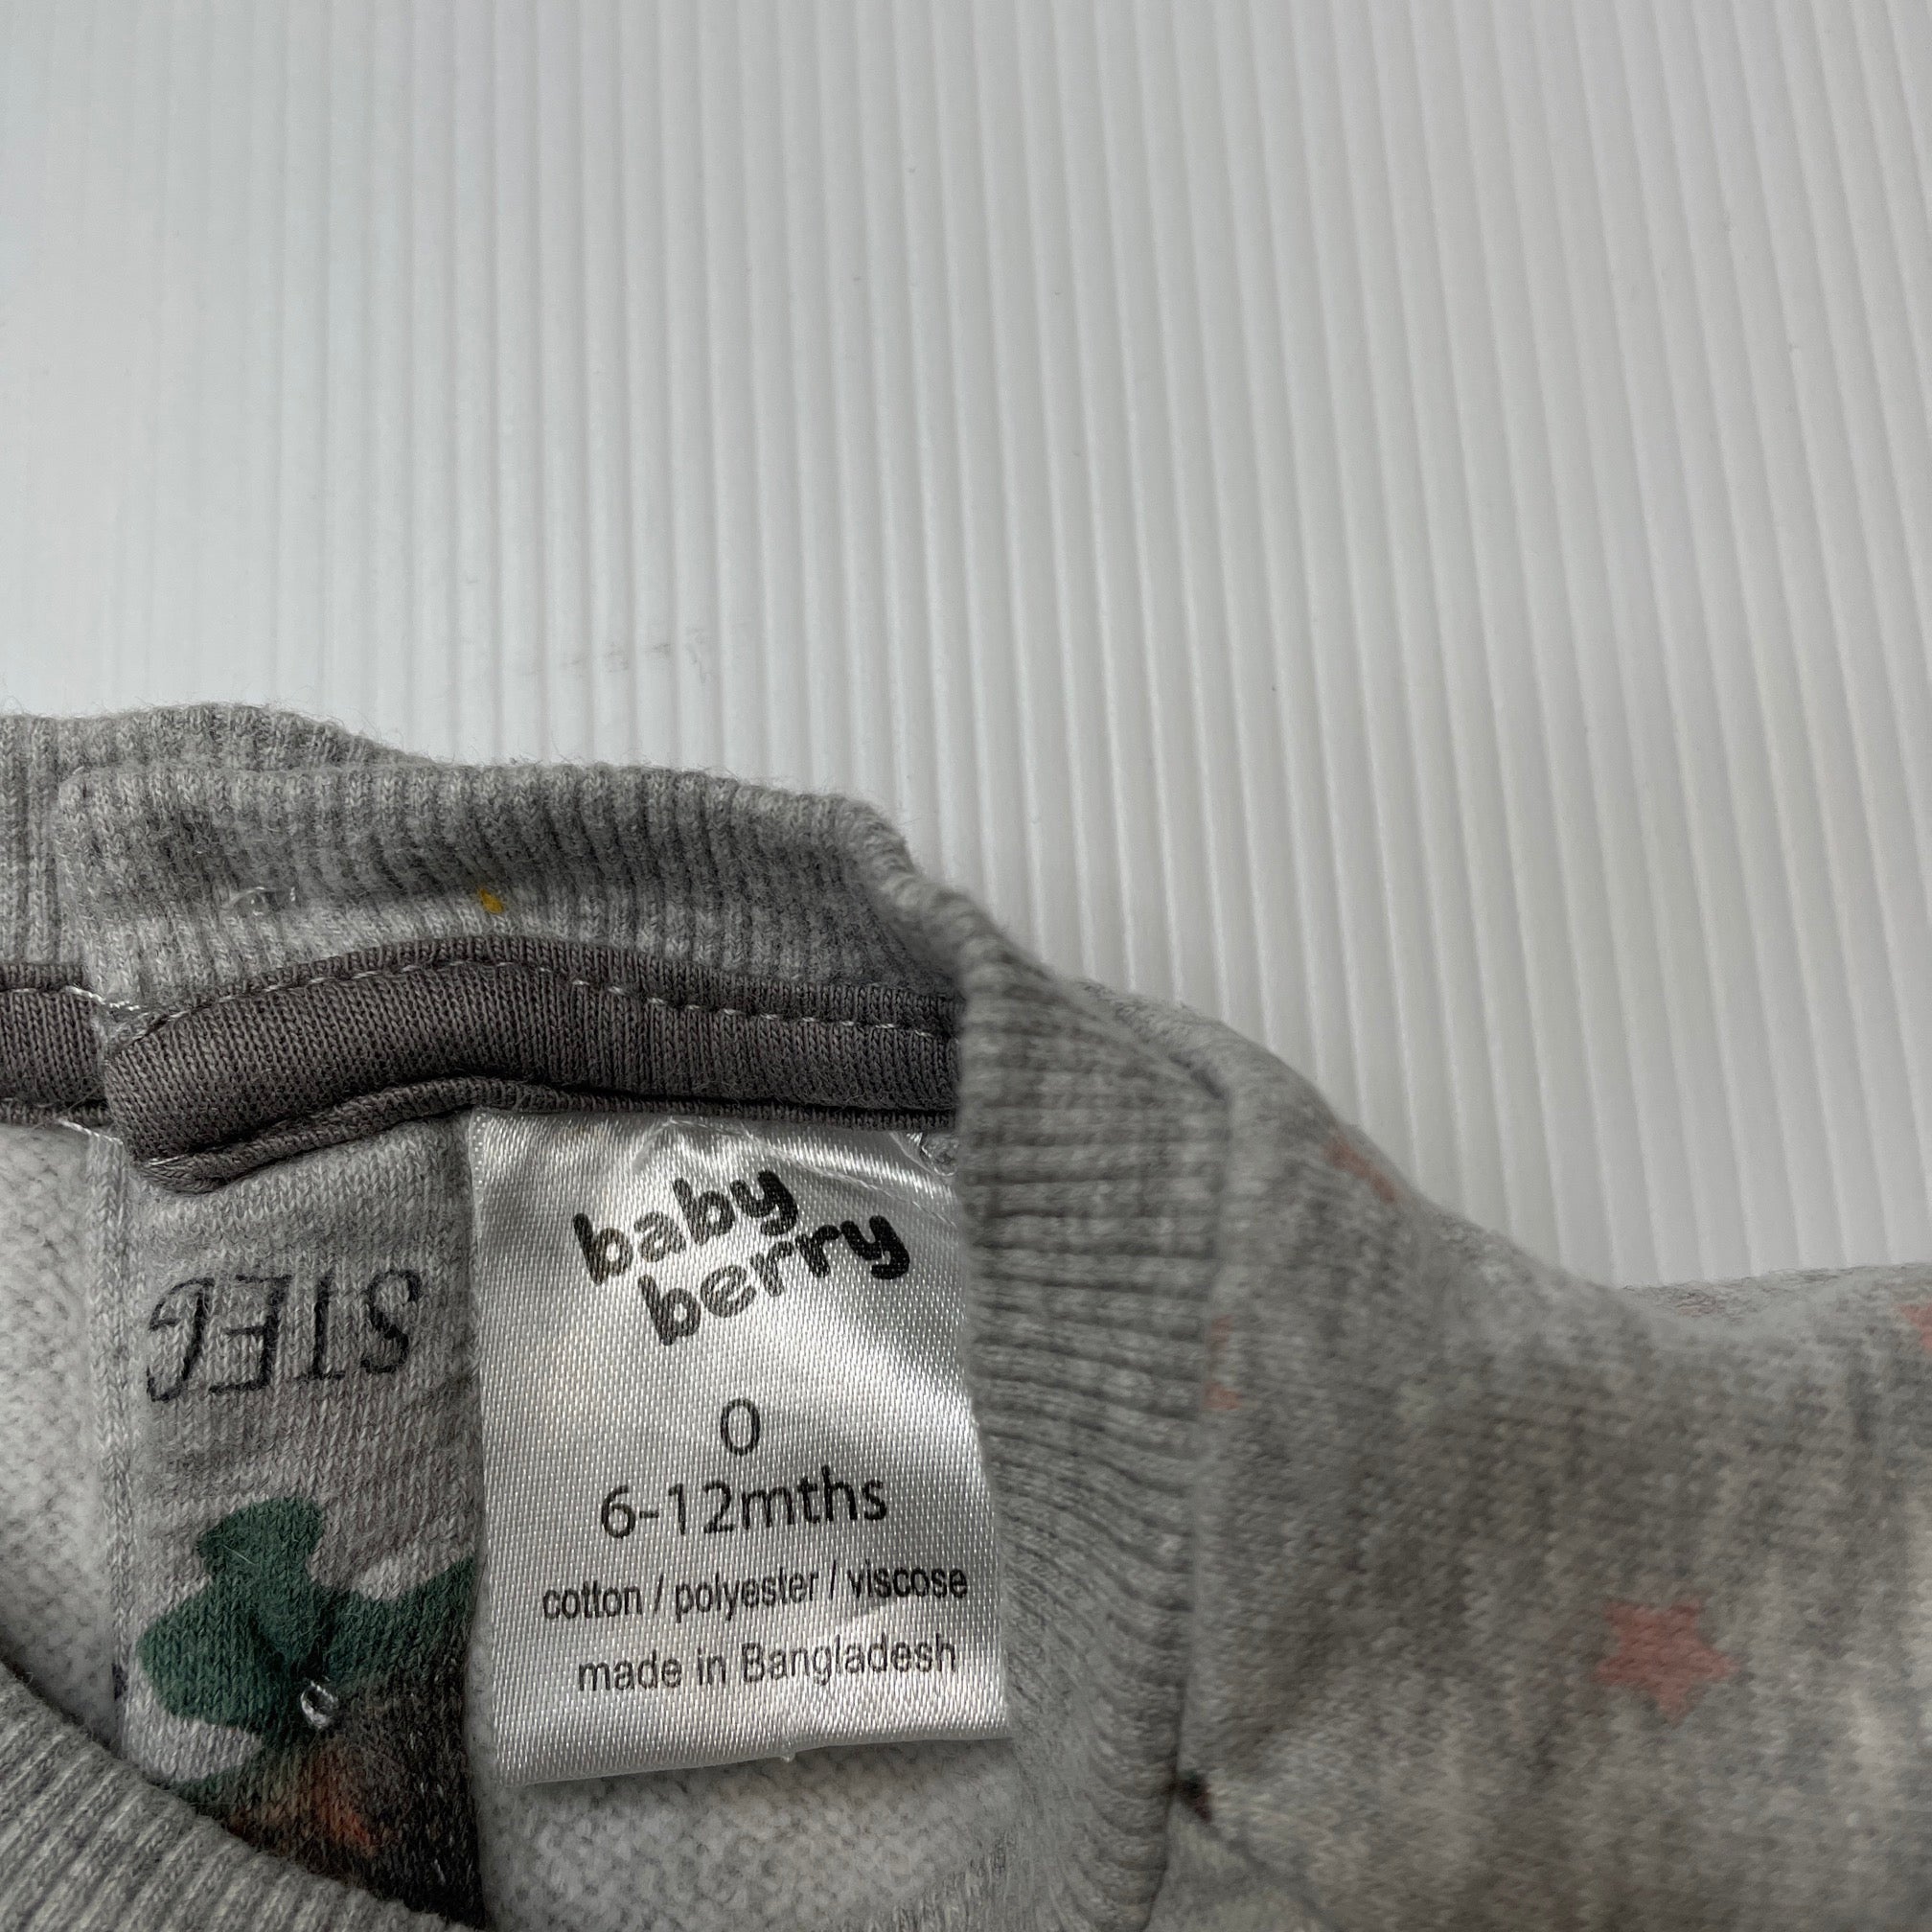 baby
berry
0
6-12mths
cotton / polyester / viscose
made in Bangladesh